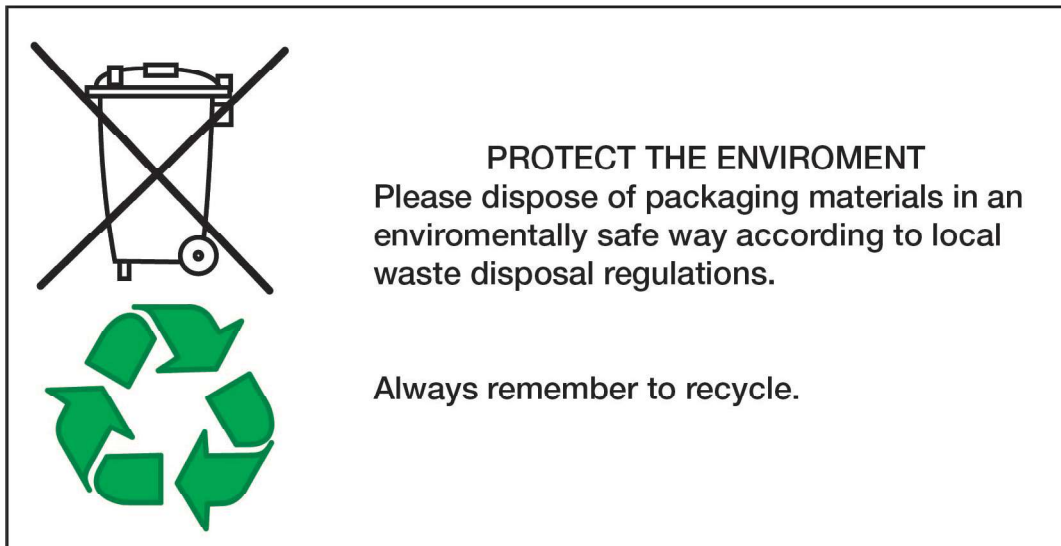 PROTECT THE ENVIROMENT
Please dispose of packaging materials in an
enviromentally safe way according to local
waste disposal regulations.
Always remember to recycle.